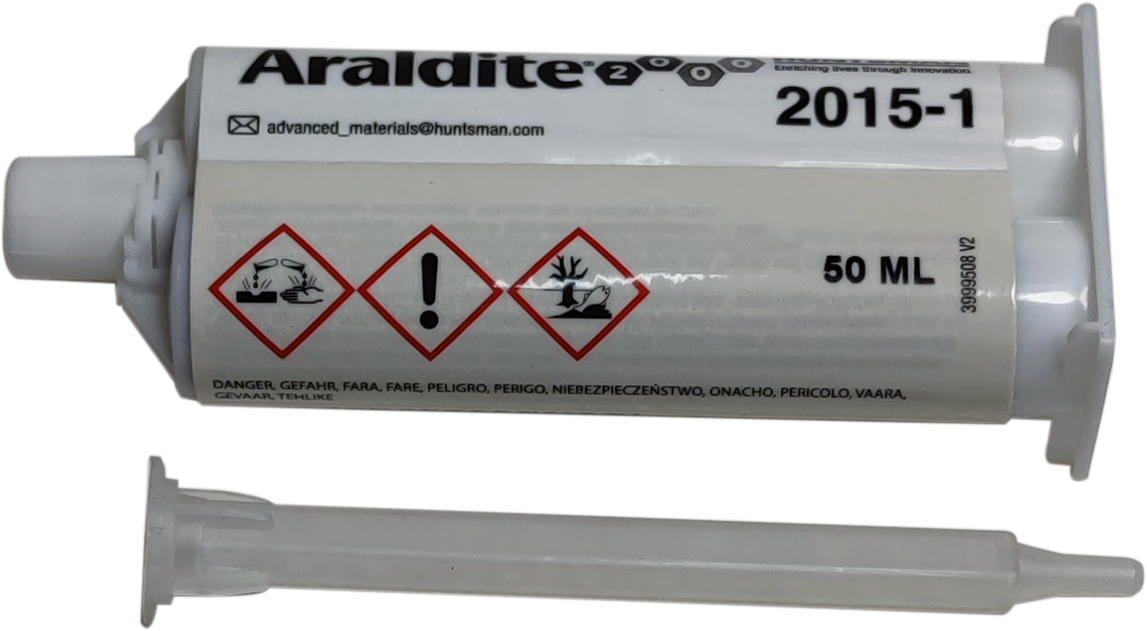 Araldite® 2000
Enriching lives through innovation
2015-1
advanced_materials@huntsman.com
50 ML
3999508 V2
DANGER, GEFAHR, FARA, FARE, PELIGRO, PERIGO, NIEBEZPIECZEŃSTWO, ONACHO, PERICOLO, VAARA,
GEVAAR, TEHLIKE